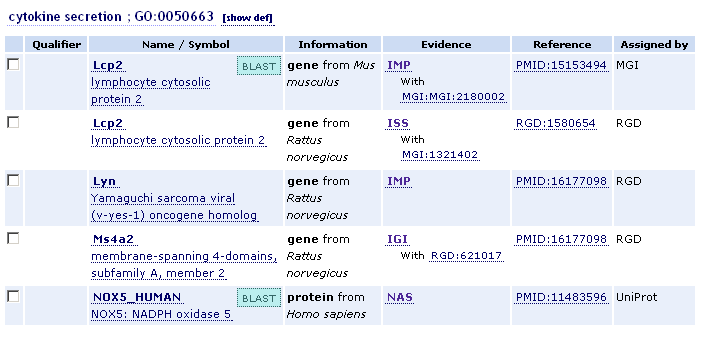 cytokine secretion ; GO:0050663 [show def]
Qualifier Name / Symbol Information Evidence Reference Assigned by
Lcp2 BLAST gene from Mus IMP PMID:15153494 MGI
lymphocyte cytosolic musculus With
protein 2 MGI:MGI:2180002
Lcp2 gene from ISS RGD:1580654 RGD
lymphocyte cytosolic protein 2 Rattus With
norvegicus MGI:1321402
Lyn gene from IMP PMID:16177098 RGD
Yamaguchi sarcoma viral Rattus
(v-yes-1) oncogene homolog norvegicus
Ms4a2 gene from IGI PMID:16177098 RGD
membrane-spanning 4-domains, Rattus With RGD:621017
subfamily A, member 2 norvegicus
NOX5_HUMAN BLAST protein from NAS PMID:11483596 UniProt
NOX5: NADPH oxidase 5 Homo sapiens